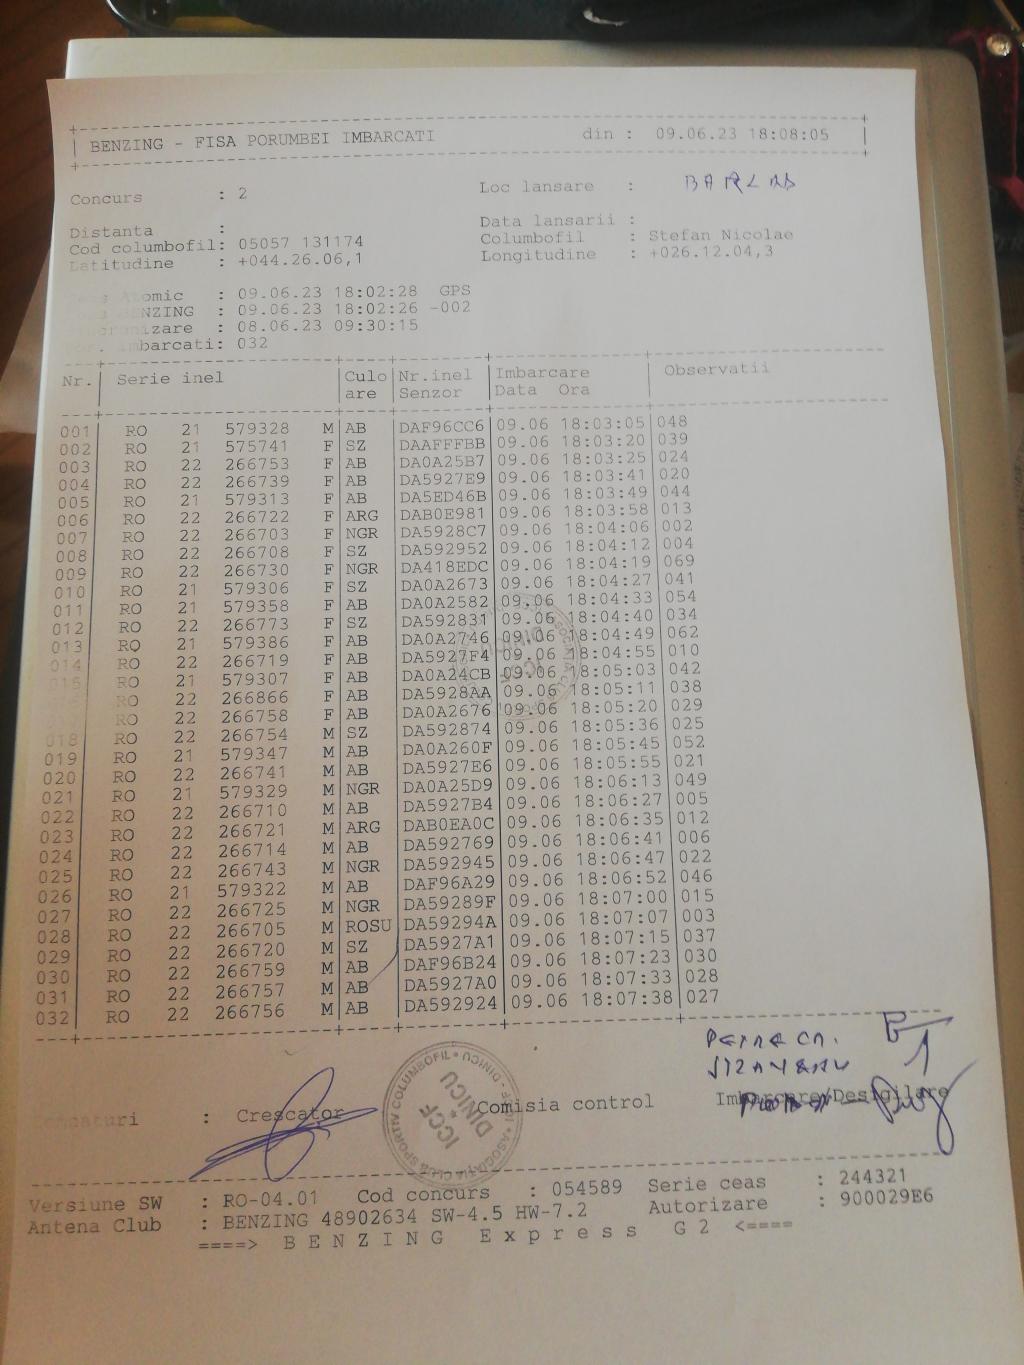 BENZING - FISA PORUMBEI IMBARCATI din : 09.06.23 18:08:05
Concurs : 2 Loc lansare : BARLAD
Distanta : Data lansarii :
Cod columbofil: 05057 131174 Columbofil : Stefan Nicolae
Latitudine : +044.26.06,1 Longitudine : +026.12.04,3
Atomic : 09.06.23 18:02:28 GPS
BENZING : 09.06.23 18:02:26 -002
08.06.23 09:30:15
imbarcati: 032
Nr. Serie inel Culo Nr.inel Imbarcare Observatii
are Senzor Data Ora
001 RO 21 579328 M AB DAF96CC6 09.06 18:03:05 048
002 RO 21 575741 F SZ DAAFFFBB 09.06 18:03:20 039
003 RO 22 266753 F AB DA0A25B7 09.06 18:03:25 024
004 RO 22 266739 F AB DA5927E9 09.06 18:03:41 020
005 RO 21 579313 F AB DA5ED46B 09.06 18:03:49 044
006 RO 22 266722 F ARG DAB0E981 09.06 18:03:58 013
007 RO 22 266703 F NGR DA5928C7 09.06 18:04:06 002
008 RO 22 266708 F SZ DA592952 09.06 18:04:12 004
009 RO 22 266730 F NGR DA418EDC 09.06 18:04:19 069
010 RO 21 579306 F SZ DA0A2673 09.06 18:04:27 041
011 RO 21 579358 F AB DA0A2582 09.06 18:04:33 054
012 RO 22 266773 F SZ DA592831 09.06 18:04:40 034
013 RO 21 579386 F AB DA0A2746 09.06 18:04:49 062
014 RO 22 266719 F AB DA5927F4 09.06 18:04:55 010
015 RO 21 579307 F AB DA0A24CB 09.06 18:05:03 042
RO 22 266866 F AB DA5928AA 09.06 18:05:11 038
RO 22 266758 F AB DA0A2676 09.06 18:05:20 029
018 RO 22 266754 M SZ DA592874 09.06 18:05:36 025
019 RO 21 579347 M AB DA0A260F 09.06 18:05:45 052
020 RO 22 266741 M AB DA5927E6 09.06 18:05:55 021
021 RO 21 579329 M NGR DA0A25D9 09.06 18:06:13 049
022 RO 22 266710 M AB DA5927B4 09.06 18:06:27 005
023 RO 22 266721 M ARG DAB0EA0C 09.06 18:06:35 012
024 RO 22 266714 M AB DA592769 09.06 18:06:41 006
025 RO 22 266743 M NGR DA592945 09.06 18:06:47 022
026 RO 21 579322 M AB DAF96A29 09.06 18:06:52 046
027 RO 22 266725 M NGR DA59289F 09.06 18:07:00 015
028 RO 22 266705 M ROSU DA59294A 09.06 18:07:07 003
029 RO 22 266720 M SZ DA5927A1 09.06 18:07:15 037
030 RO 22 266759 M AB DAF96B24 09.06 18:07:23 030
031 RO 22 266757 M AB DA5927A0 09.06 18:07:33 028
032 RO 22 266756 M AB DA592924 09.06 18:07:38 027
: Crescator Comisia control Imbarcare/Desigilare
ICCF DINICU
ASOCIATIA CLUB SPORTIV COLUMBOFIL
Versiune SW : RO-04.01 Cod concurs : 054589 Serie ceas : 244321
Antena Club : BENZING 48902634 SW-4.5 HW-7.2 Autorizare : 900029E6
====> BENZING Express G2 <====